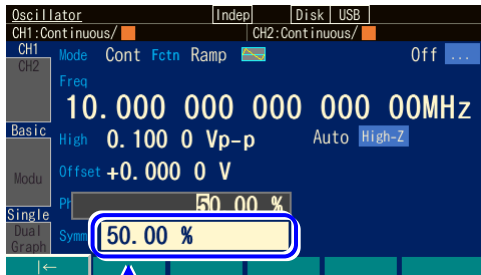 Oscillator Indep Disk USB
CH1:Continuous/ CH2:Continuous/
CH1 Mode Cont Fctn Ramp Off ...
CH2
Freq
10.000 000 000 000 00MHz
Basic High 0.100 0 Vp-p Auto High-Z
Modu Offset +0.000 0 V
Ph 50.00 %
Single
Dual Symm 50.00 %
Graph
|←